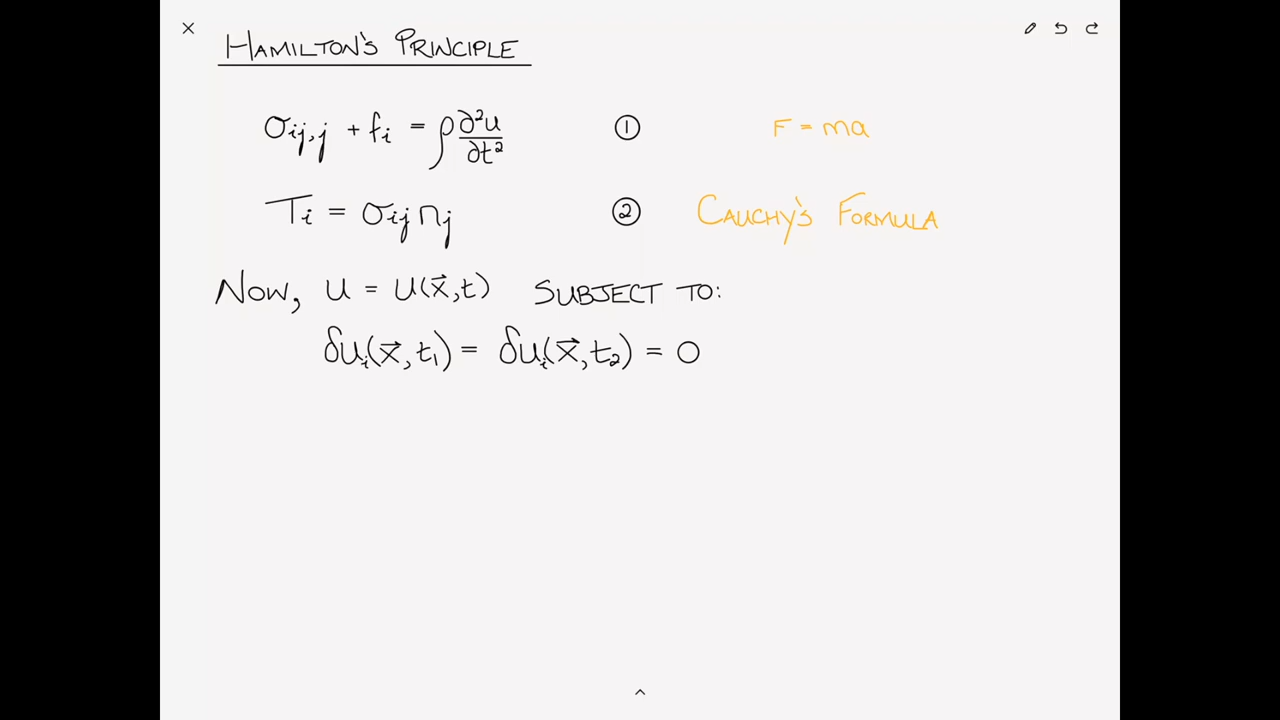 HAMILTON'S PRINCIPLE
σij,j + fi = ρ ∂²u/∂t² ① F = ma
Ti = σij nj ② CAUCHY'S FORMULA
NOW, u = u(x⃗,t) SUBJECT TO:
δui(x⃗,t₁) = δui(x⃗,t₂) = 0